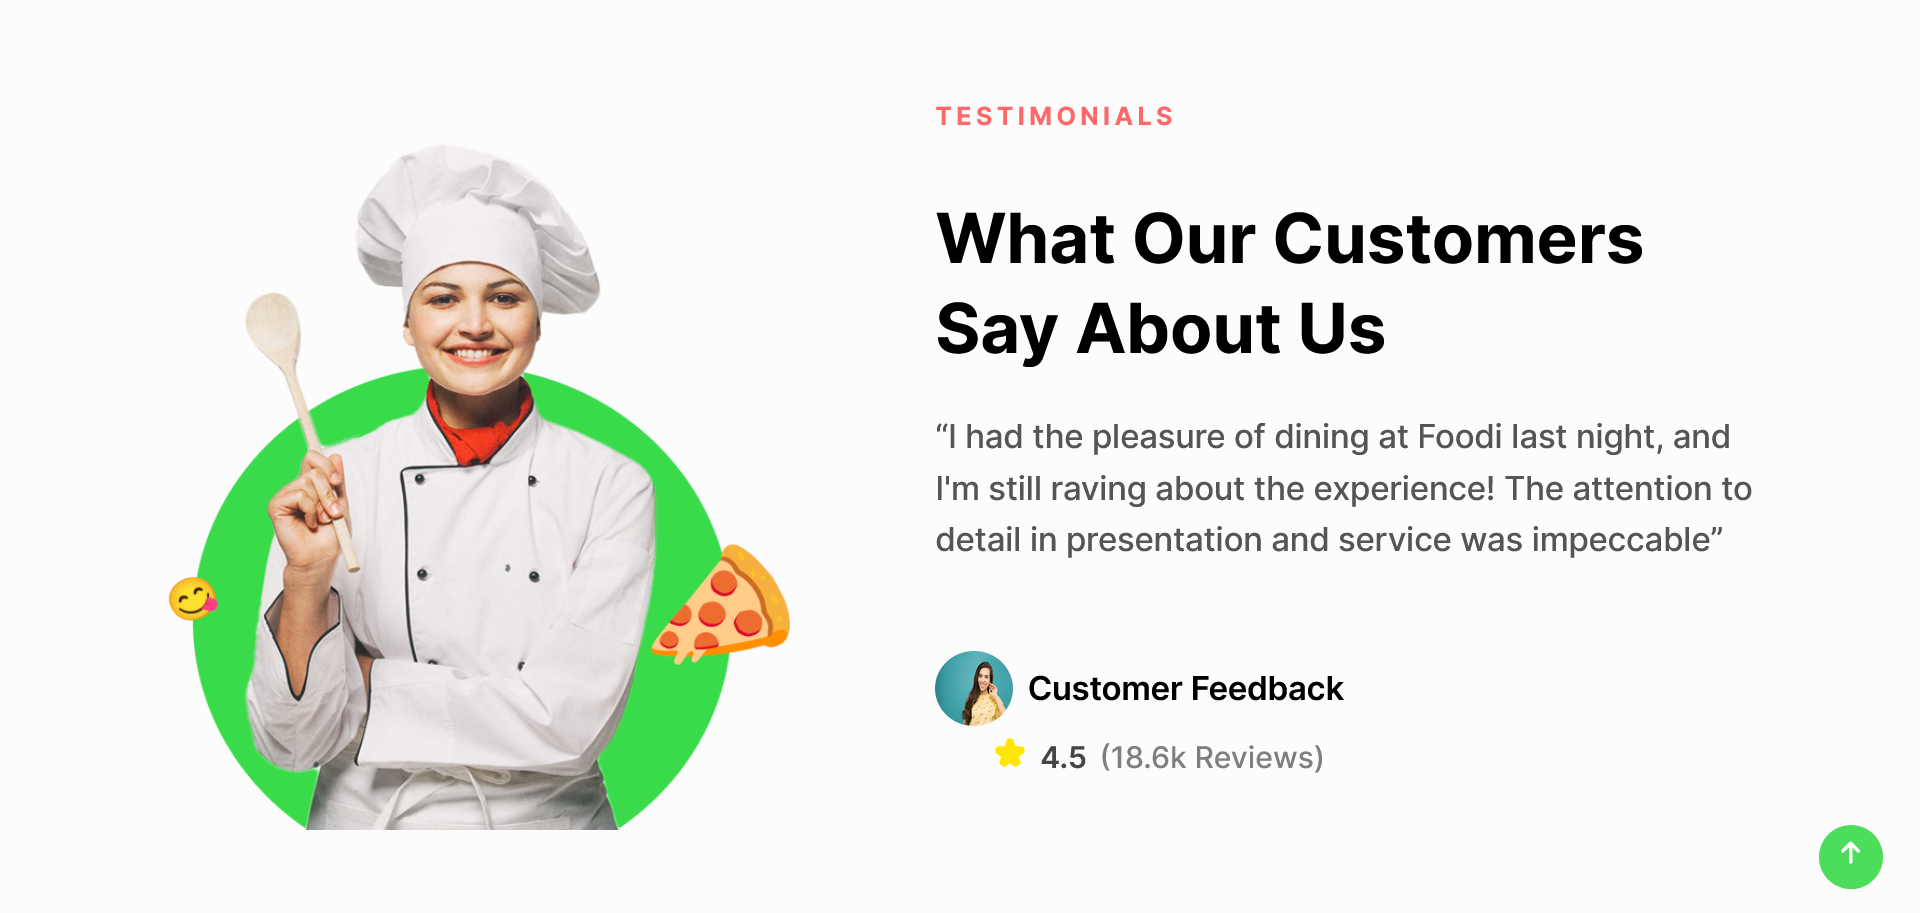 TESTIMONIALS
What Our Customers
Say About Us
“I had the pleasure of dining at Foodi last night, and
I'm still raving about the experience! The attention to
detail in presentation and service was impeccable”
Customer Feedback
4.5 (18.6k Reviews)